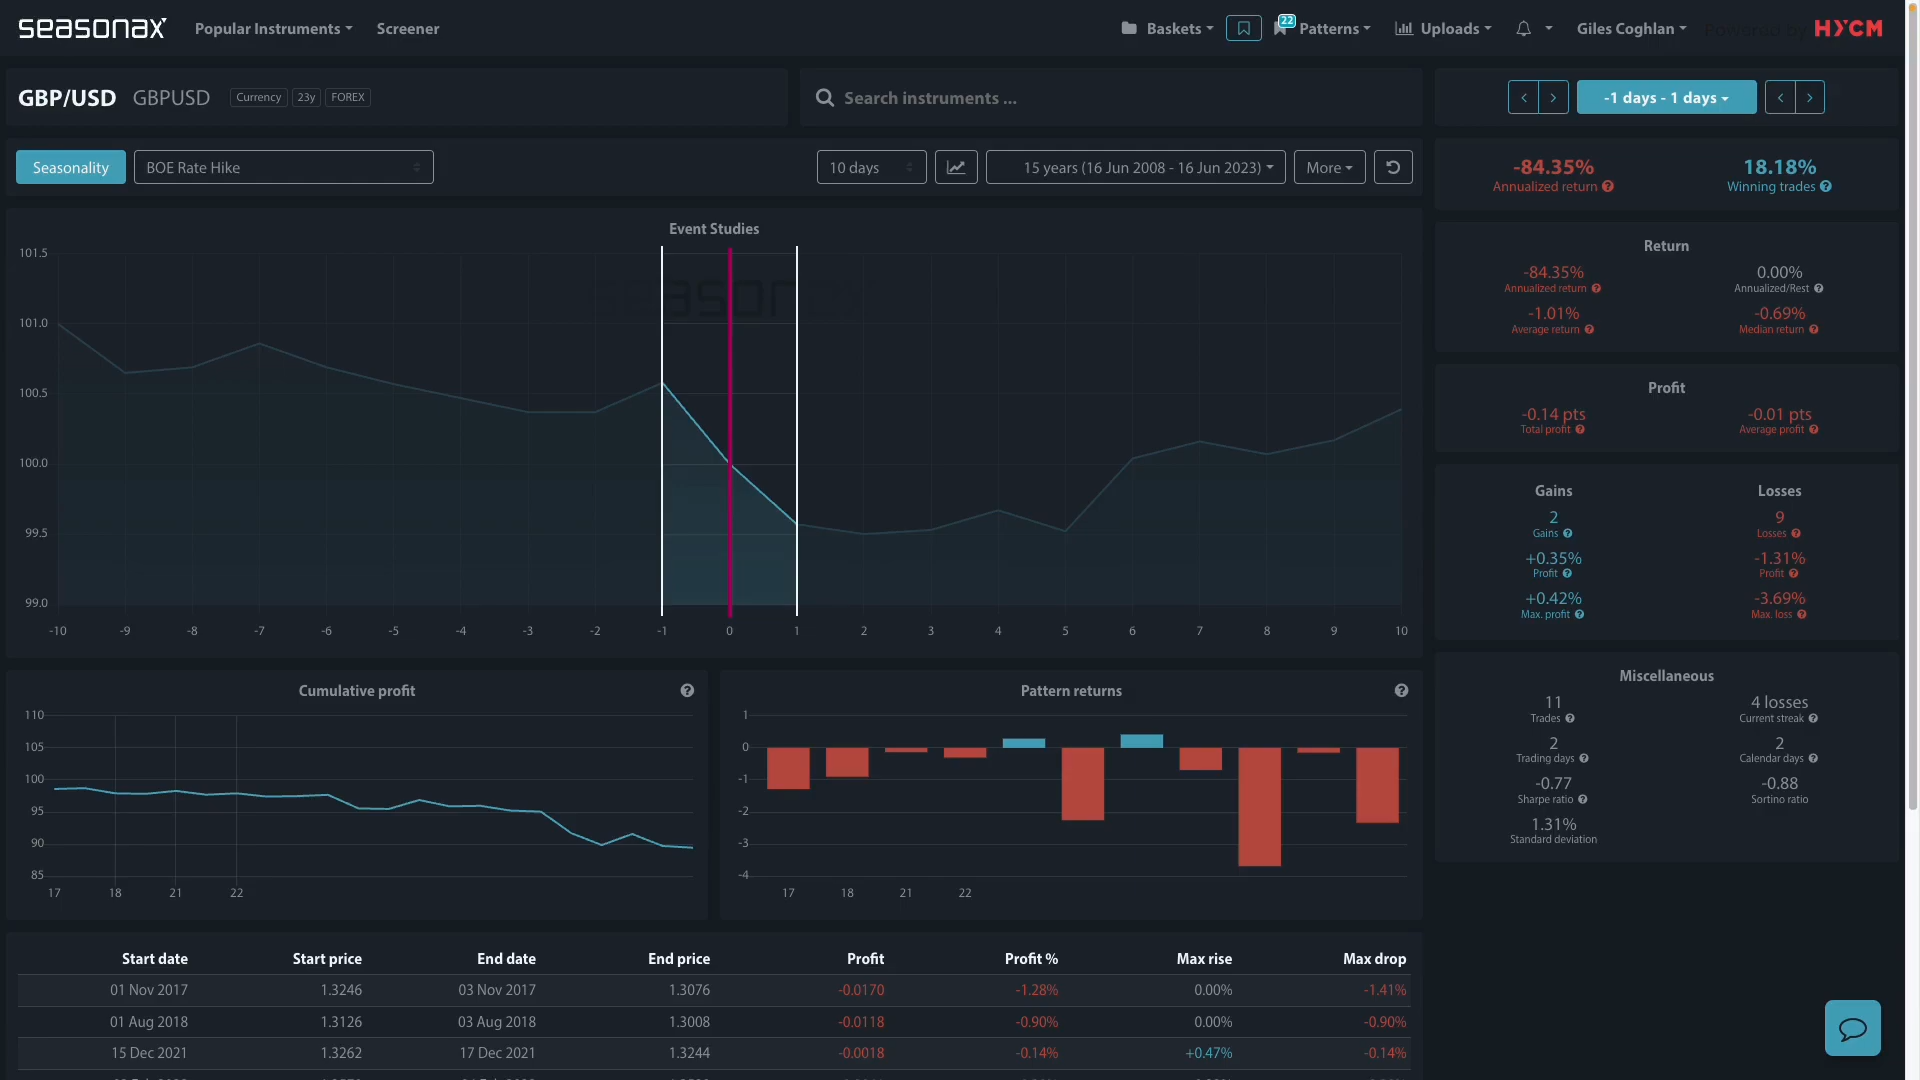 seasonax Popular Instruments Screener Baskets 22 Patterns Uploads Giles Coghlan Powered by HYCM
GBP/USD GBPUSD Currency 23y FOREX Search instruments ... -1 days - 1 days
Seasonality BOE Rate Hike 10 days 15 years (16 Jun 2008 - 16 Jun 2023) More
-84.35% 18.18%
Annualized return Winning trades
Event Studies
seasonax
101.5
101.0
100.5
100.0
99.5
99.0
-10 -9 -8 -7 -6 -5 -4 -3 -2 -1 0 1 2 3 4 5 6 7 8 9 10
Return
-84.35% 0.00%
Annualized return Annualized/Rest
-1.01% -0.69%
Average return Median return
Profit
-0.14 pts -0.01 pts
Total profit Average profit
Gains Losses
2 9
Gains Losses
+0.35% -1.31%
Profit Profit
+0.42% -3.69%
Max. profit Max. loss
Miscellaneous
11 4 losses
Trades Current streak
2 2
Trading days Calendar days
-0.77 -0.88
Sharpe ratio Sortino ratio
1.31%
Standard deviation
Cumulative profit
110
105
100
95
90
85
17 18 21 22
Pattern returns
1
0
-1
-2
-3
-4
17 18 21 22
Start date Start price End date End price Profit Profit % Max rise Max drop
01 Nov 2017 1.3246 03 Nov 2017 1.3076 -0.0170 -1.28% 0.00% -1.41%
01 Aug 2018 1.3126 03 Aug 2018 1.3008 -0.0118 -0.90% 0.00% -0.90%
15 Dec 2021 1.3262 17 Dec 2021 1.3244 -0.0018 -0.14% +0.47% -0.14%